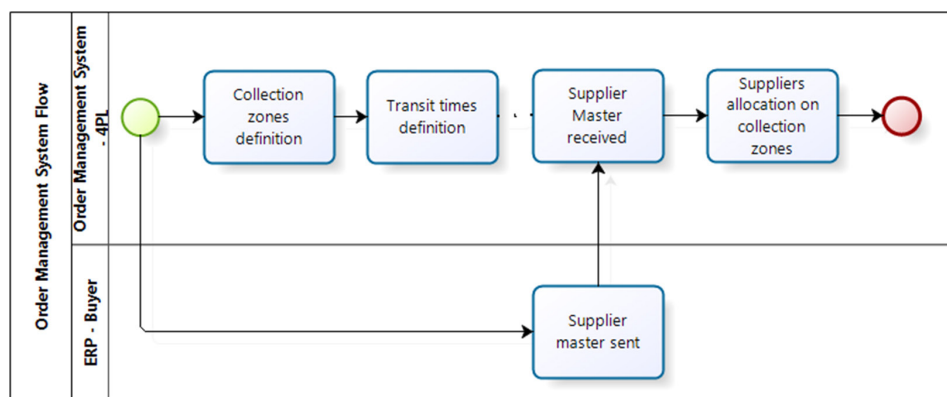 Order Management System Flow
Order Management System
- 4PL
Collection
zones
definition
Transit times
definition
Supplier
Master
received
Suppliers
allocation on
collection
zones
ERP - Buyer
Supplier
master sent